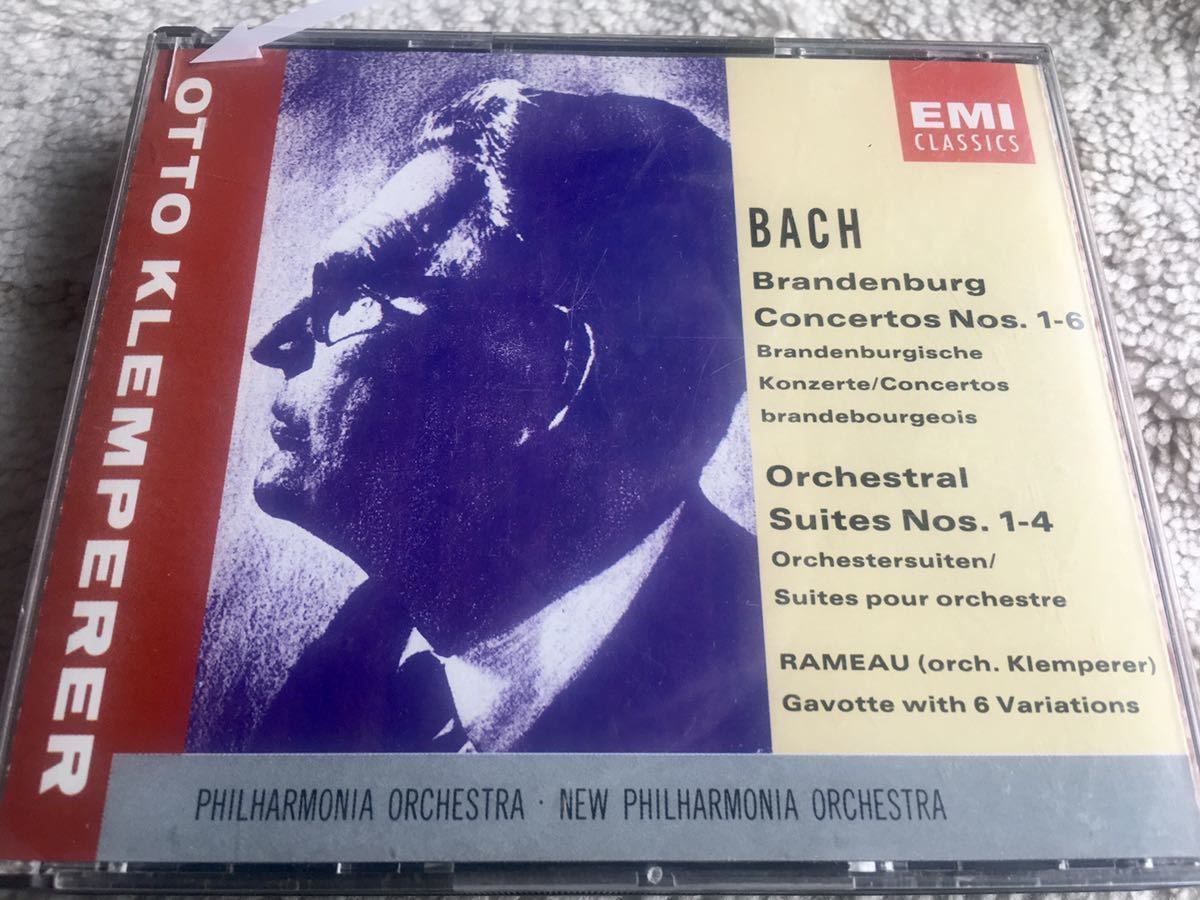 OTTO KLEMPERER
EMI
CLASSICS
BACH
Brandenburg
Concertos Nos. 1-6
Brandenburgische
Konzerte/Concertos
brandebourgeois
Orchestral
Suites Nos. 1-4
Orchestersuiten/
Suites pour orchestre
RAMEAU (orch. Klemperer)
Gavotte with 6 Variations
PHILHARMONIA ORCHESTRA · NEW PHILHARMONIA ORCHESTRA